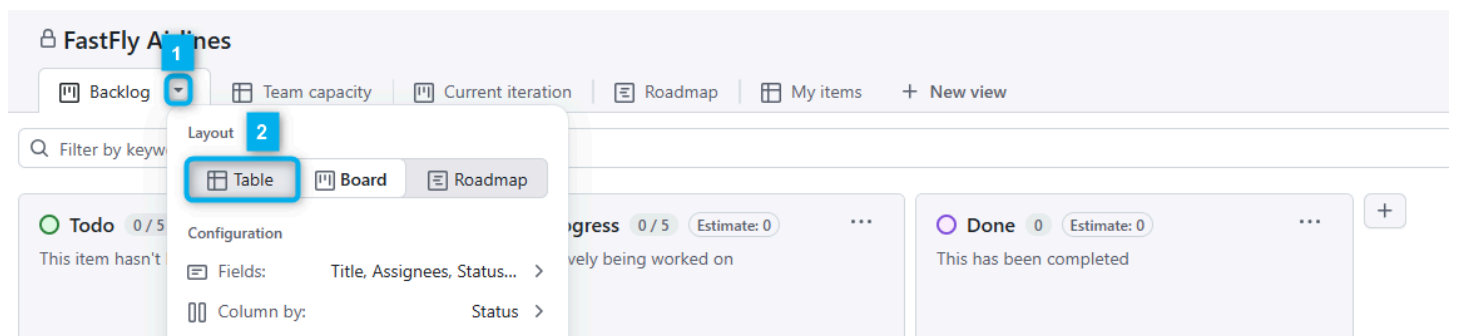 FastFly Airlines
1
Backlog Team capacity Current iteration Roadmap My items + New view
Layout 2
Filter by keyw
Table Board Roadmap
Todo 0 / 5 ogress 0 / 5 Estimate: 0 ... Done 0 Estimate: 0 ... +
Configuration
This item hasn't vely being worked on This has been completed
Fields: Title, Assignees, Status... >
Column by: Status >